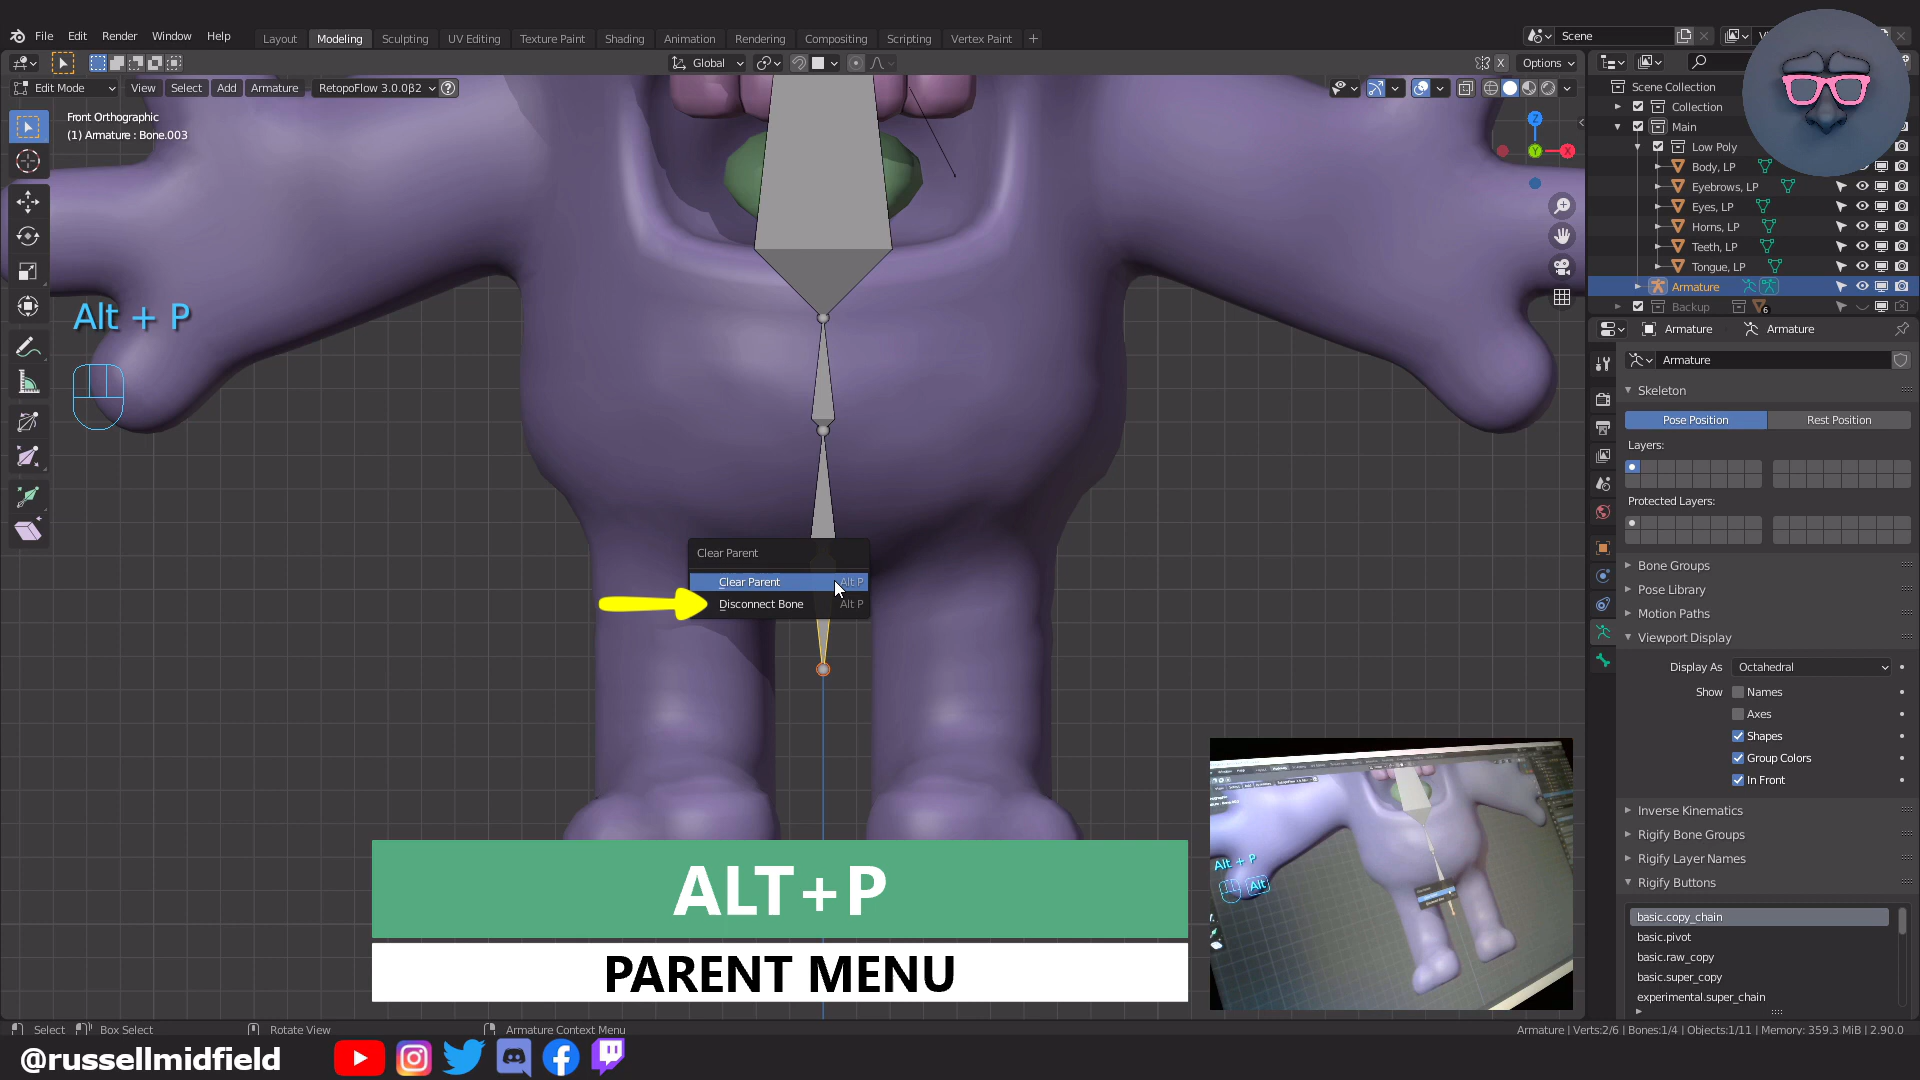 File Edit Render Window Help Layout Modeling Sculpting UV Editing Texture Paint Shading Animation Rendering Compositing Scripting Vertex Paint + Scene
Global Options
Edit Mode View Select Add Armature RetopoFlow 3.0.0β2 ?
Front Orthographic
(1) Armature : Bone.003
Z
Y
X
X
Alt + P
Clear Parent
Clear Parent Alt P
Disconnect Bone Alt P
Scene Collection
Collection
Main
Low Poly
Body, LP
Eyebrows, LP
Eyes, LP
Horns, LP
Teeth, LP
Tongue, LP
Armature
Backup 6
Armature Armature
Armature
Skeleton
Pose Position Rest Position
Layers:
Protected Layers:
Bone Groups
Pose Library
Motion Paths
Viewport Display
Display As Octahedral
Show Names
Axes
Shapes
Group Colors
In Front
Inverse Kinematics
Rigify Bone Groups
Rigify Layer Names
Rigify Buttons
basic.copy_chain
basic.pivot
basic.raw_copy
basic.super_copy
experimental.super_chain
Alt + P
Alt
ALT+P
PARENT MENU
Select Box Select Rotate View Armature Context Menu
Armature | Verts:2/6 | Bones:1/4 | Objects:1/11 | Memory: 359.3 MiB | 2.90.0
@russellmidfield